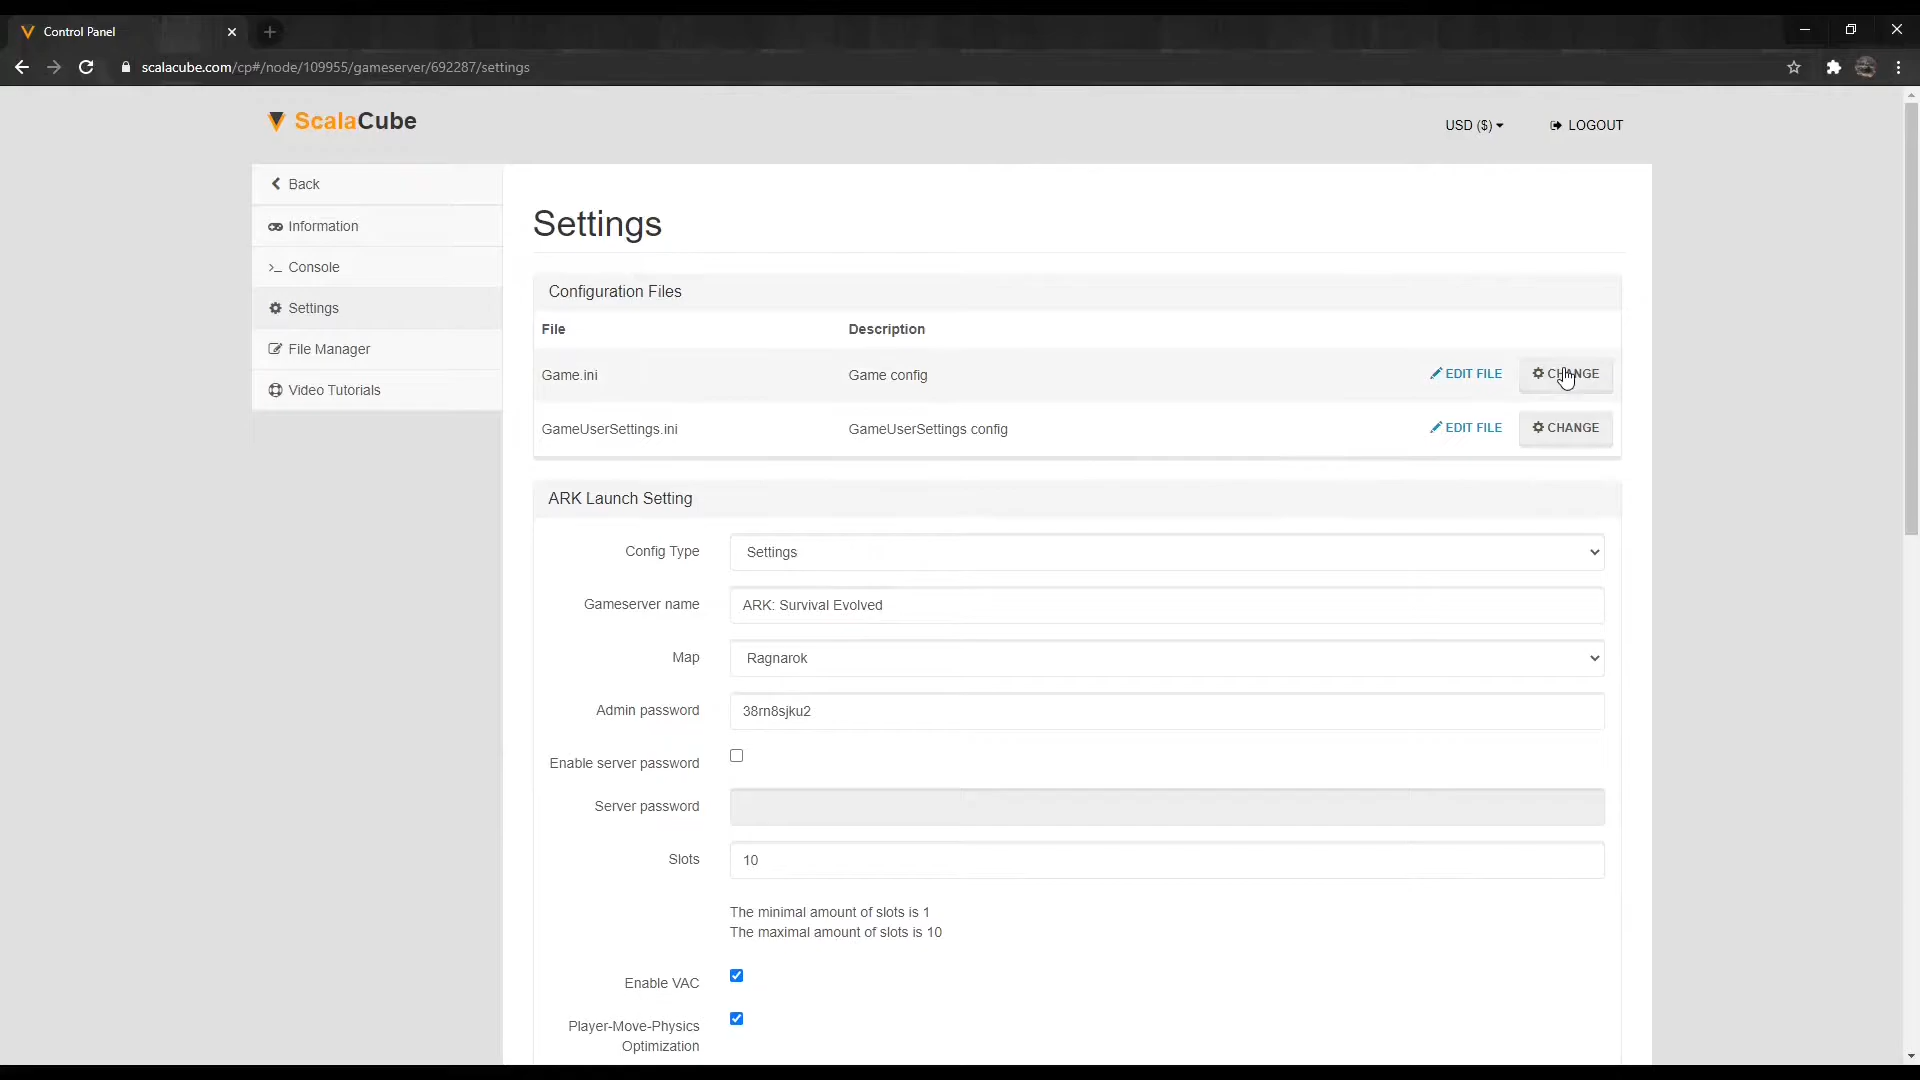 Control Panel
scalacube.com/cp#/node/109955/gameserver/692287/settings
ScalaCube
USD ($)
LOGOUT
Back
Information
Console
Settings
File Manager
Video Tutorials
Settings
Configuration Files
File Description
Game.ini Game config EDIT FILE CHANGE
GameUserSettings.ini GameUserSettings config EDIT FILE CHANGE
ARK Launch Setting
Config Type Settings
Gameserver name ARK: Survival Evolved
Map Ragnarok
Admin password 38rn8sjku2
Enable server password
Server password
Slots 10
The minimal amount of slots is 1
The maximal amount of slots is 10
Enable VAC
Player-Move-Physics
Optimization